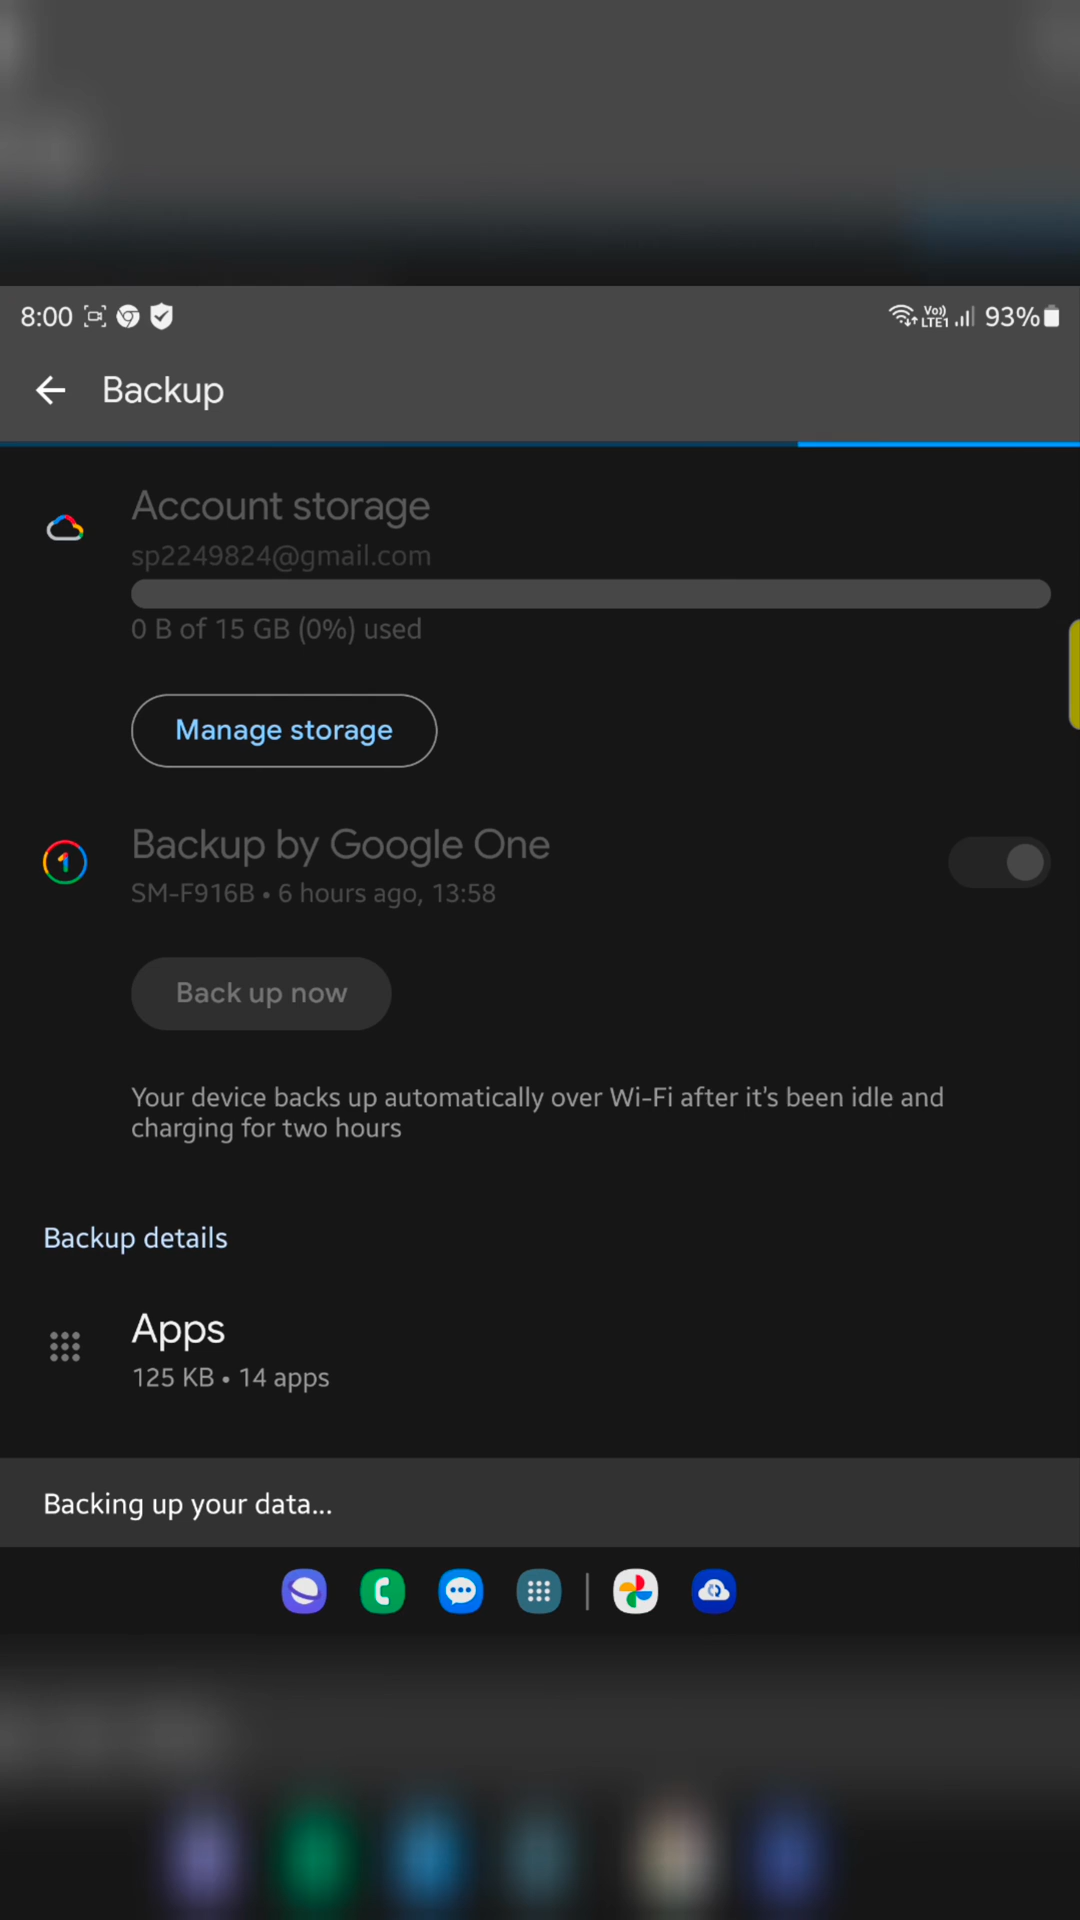 8:00
Vo))
LTE1
93%
Backup
Account storage
sp2249824@gmail.com
0 B of 15 GB (0%) used
Manage storage
Backup by Google One
SM-F916B • 6 hours ago, 13:58
Back up now
Your device backs up automatically over Wi-Fi after it's been idle and
charging for two hours
Backup details
Apps
125 KB • 14 apps
Backing up your data...